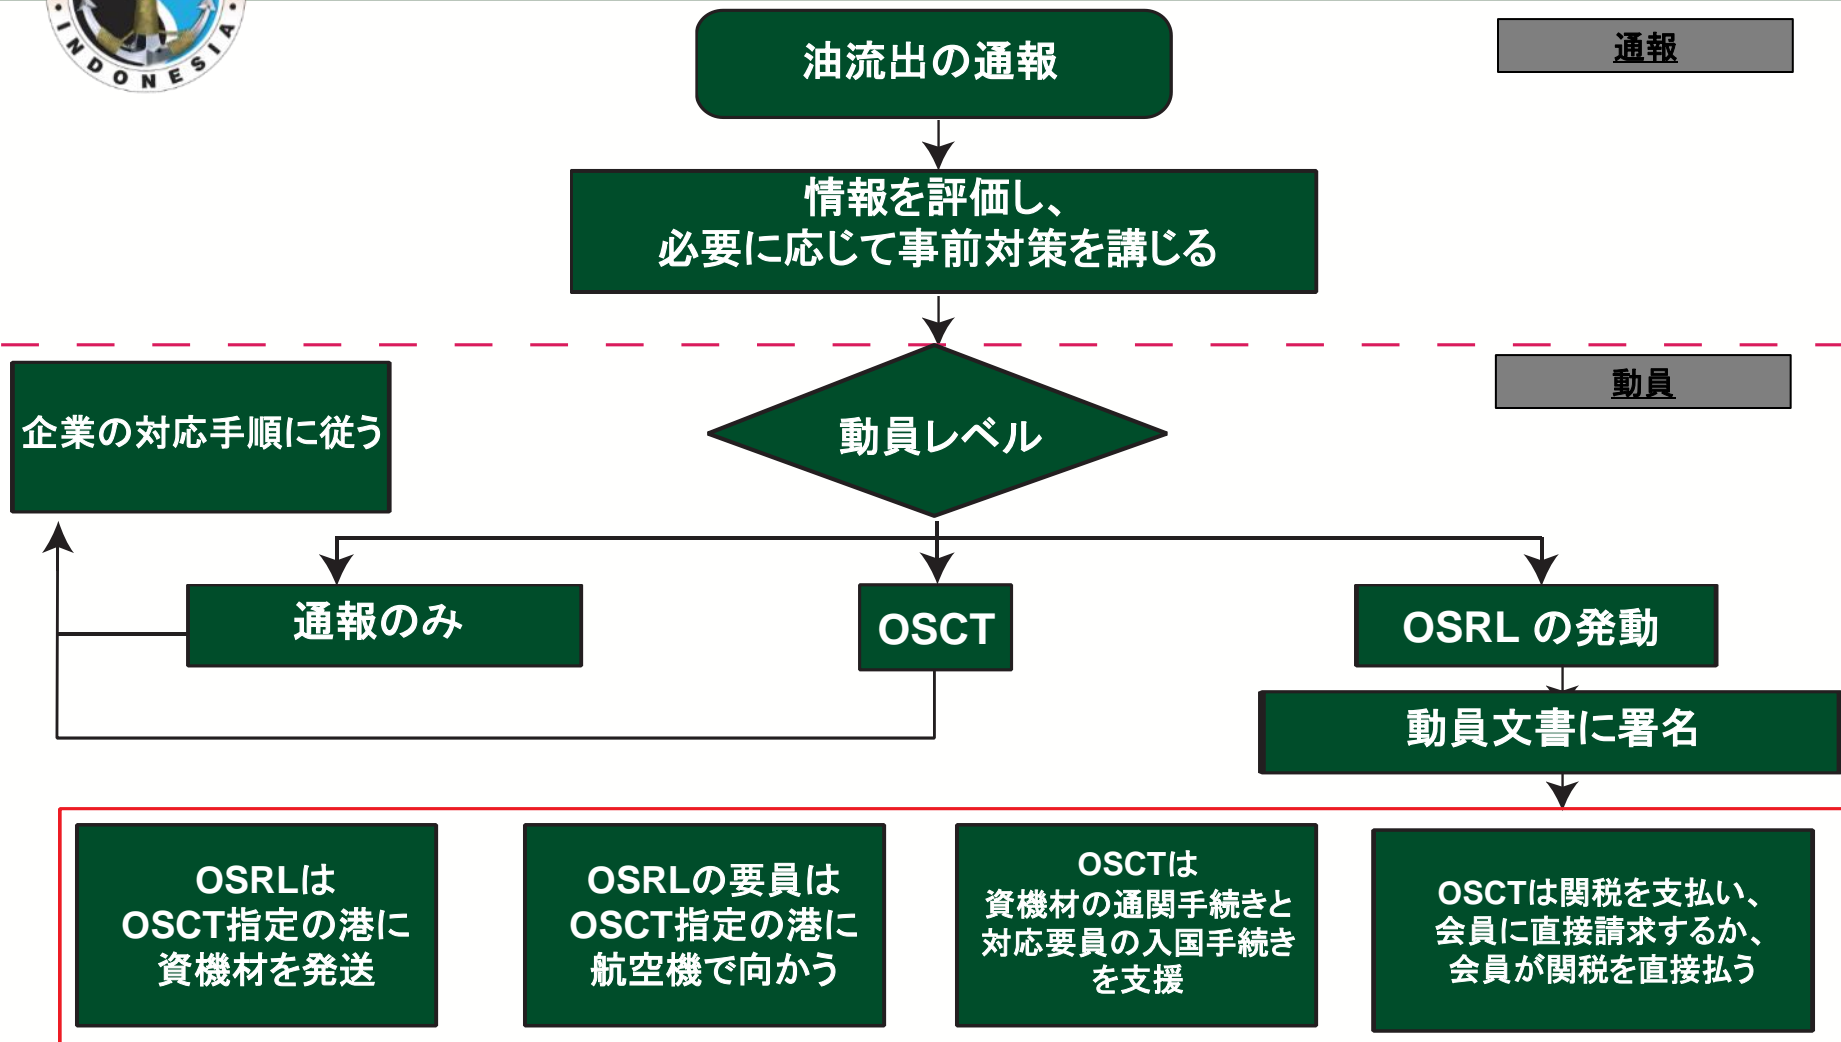 INDONESIA
油流出の通報
通報
情報を評価し、
必要に応じて事前対策を講じる
動員
企業の対応手順に従う
動員レベル
通報のみ
OSCT
OSRL の発動
動員文書に署名
OSRLは
OSCT指定の港に
資機材を発送
OSRLの要員は
OSCT指定の港に
航空機で向かう
OSCTは
資機材の通関手続きと
対応要員の入国手続き
を支援
OSCTは関税を支払い、
会員に直接請求するか、
会員が関税を直接払う